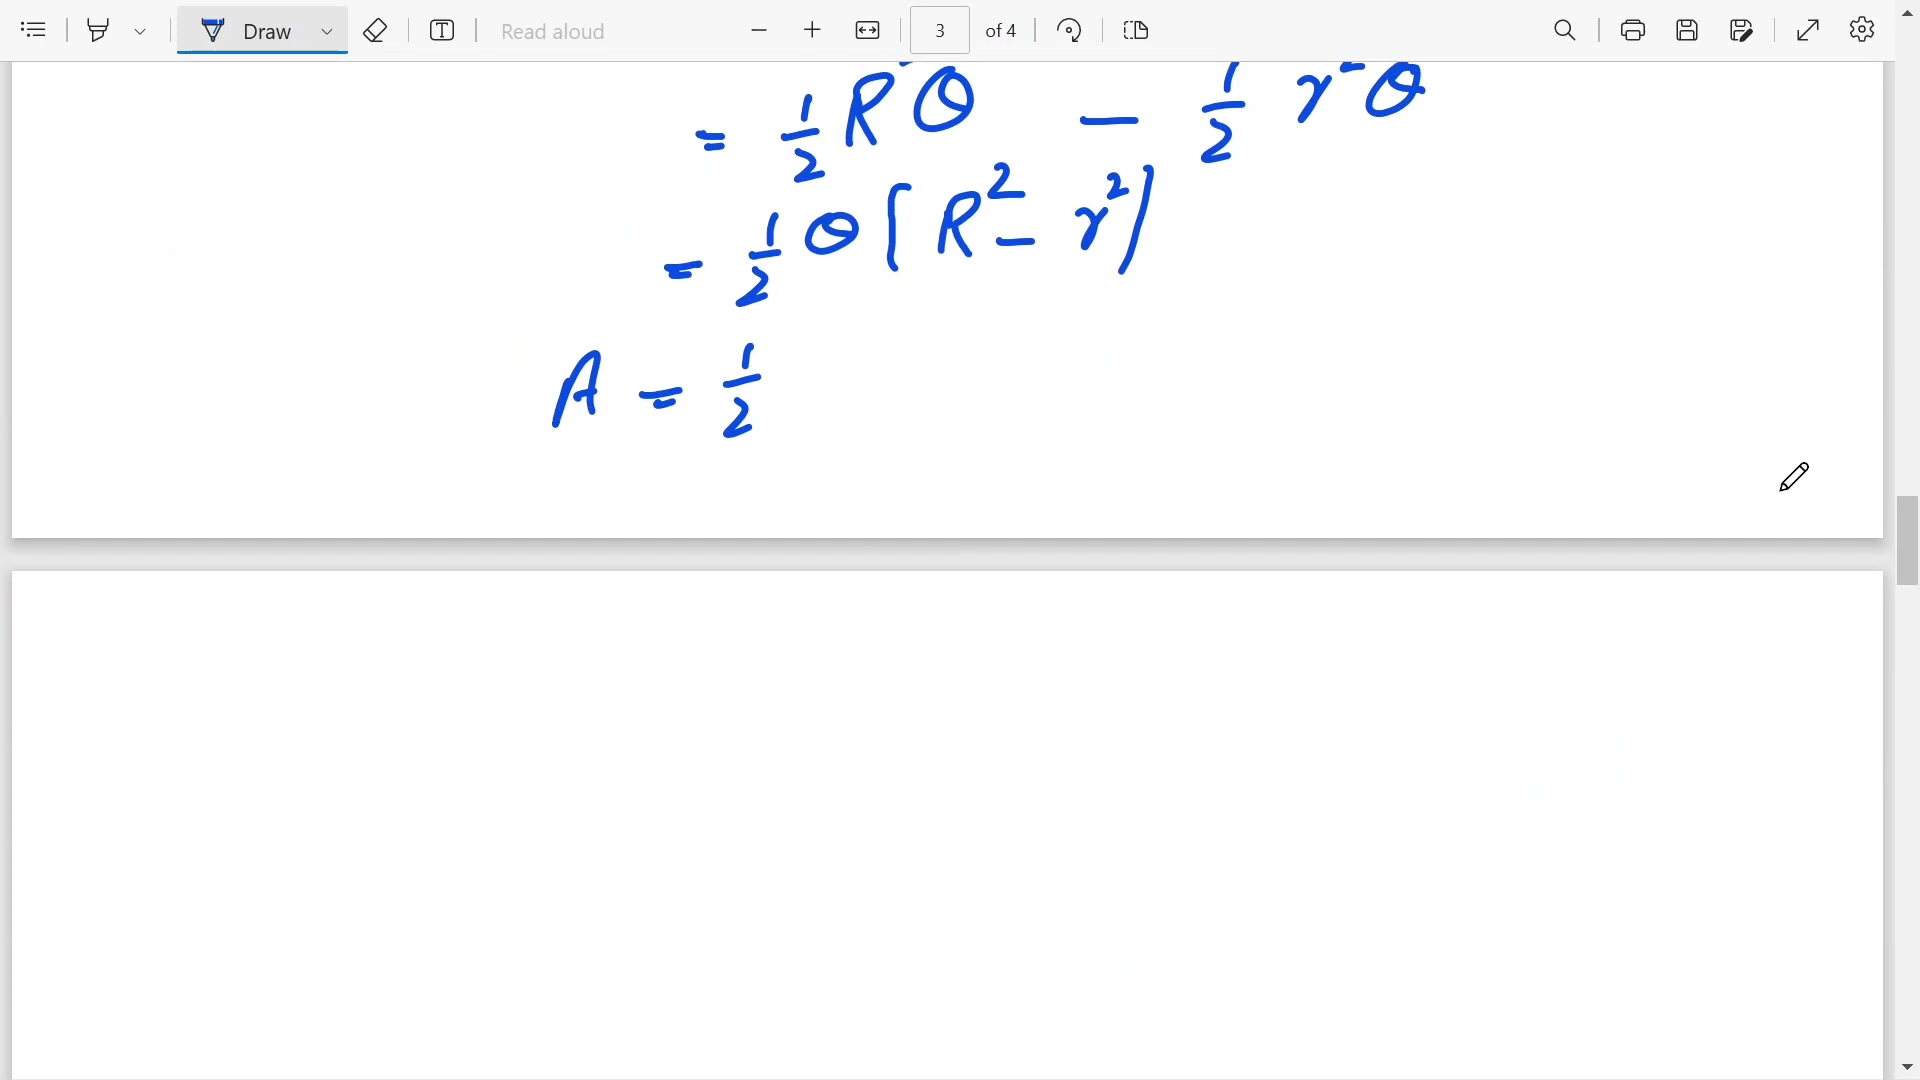 Draw
Read aloud
3 of 4
= 1/2 R²θ − 1/2 r²θ
= 1/2 θ [R² − r²)
A = 1/2